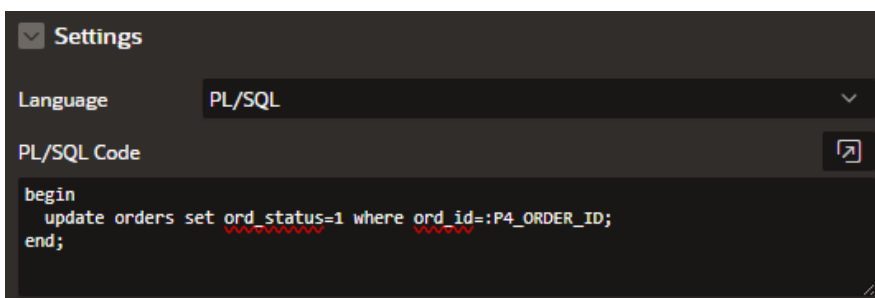 Settings
Language PL/SQL
PL/SQL Code
begin
  update orders set ord_status=1 where ord_id=:P4_ORDER_ID;
end;